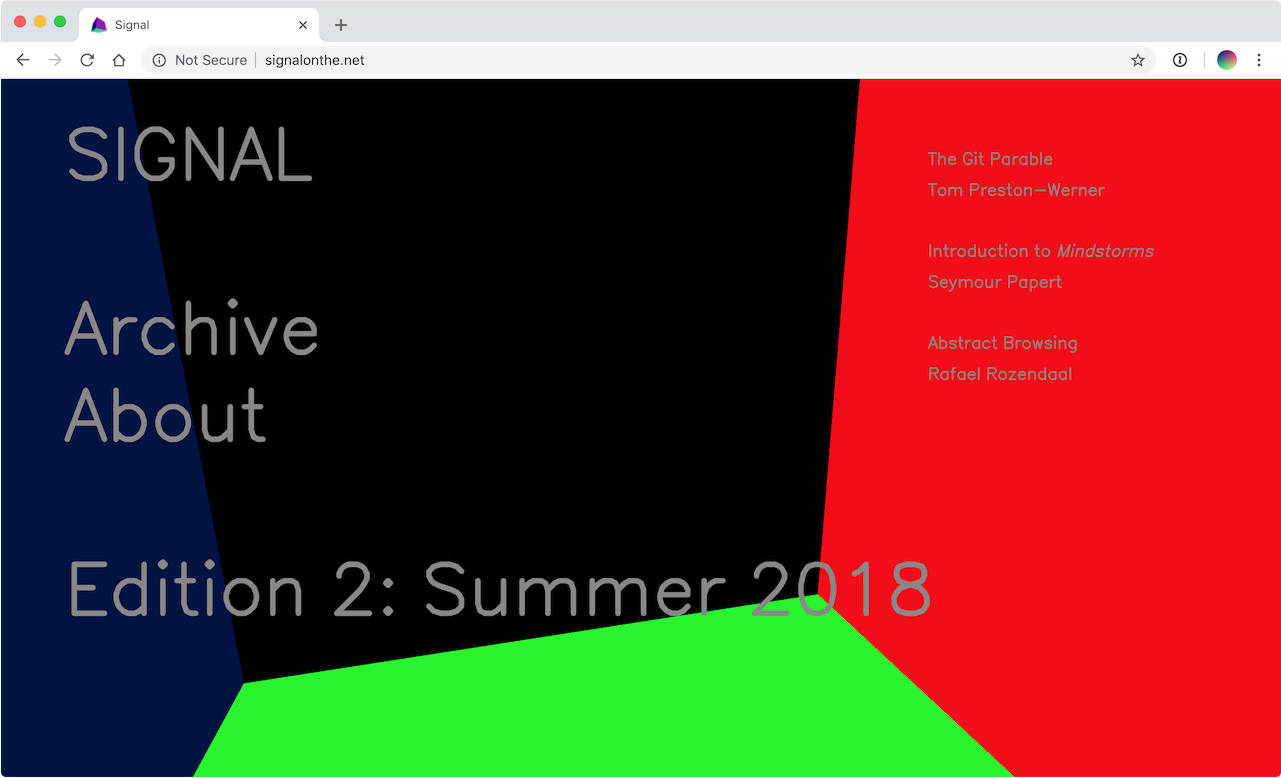 Signal
Not Secure
signalonthe.net
SIGNAL
Archive
About
Edition 2: Summer 2018
The Git Parable
Tom Preston-Werner
Introduction to Mindstorms
Seymour Papert
Abstract Browsing
Rafael Rozendaal